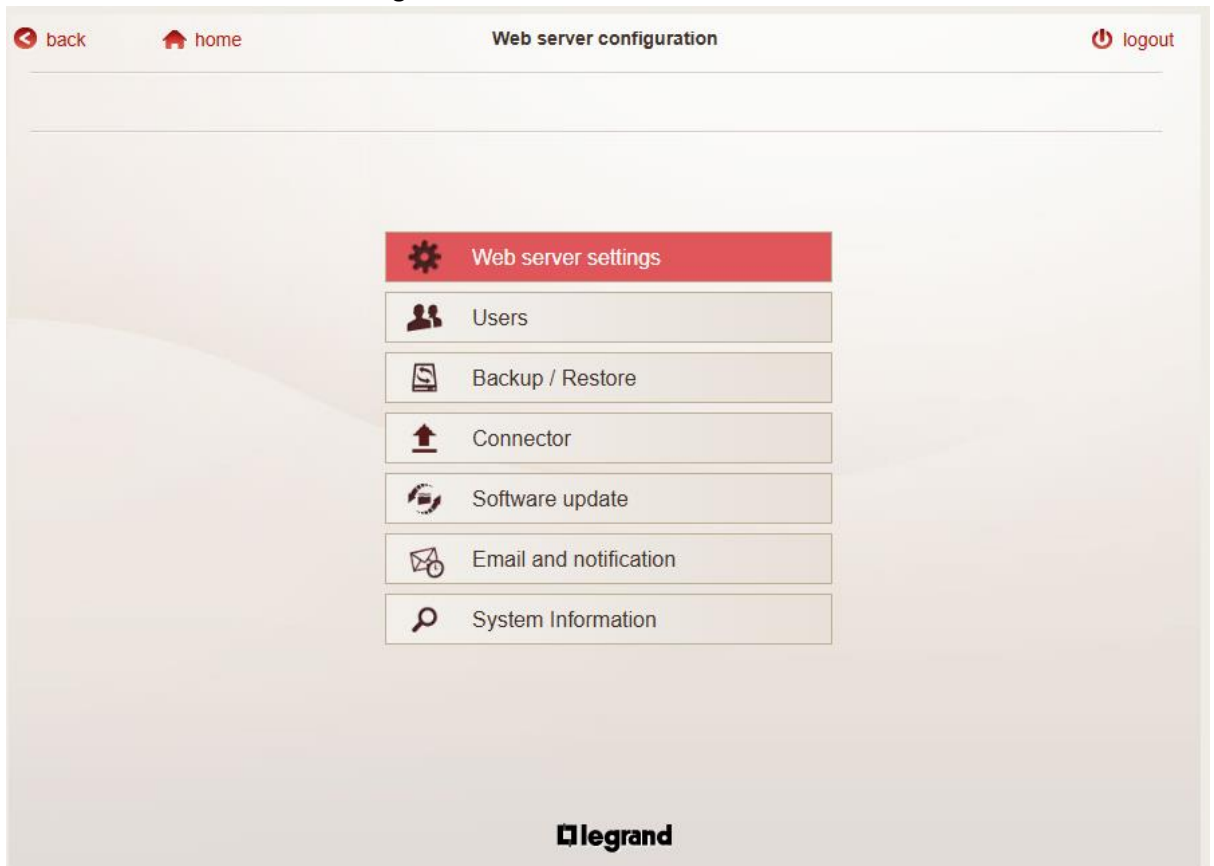 back home Web server configuration logout
Web server settings
Users
Backup / Restore
Connector
Software update
Email and notification
System Information
legrand